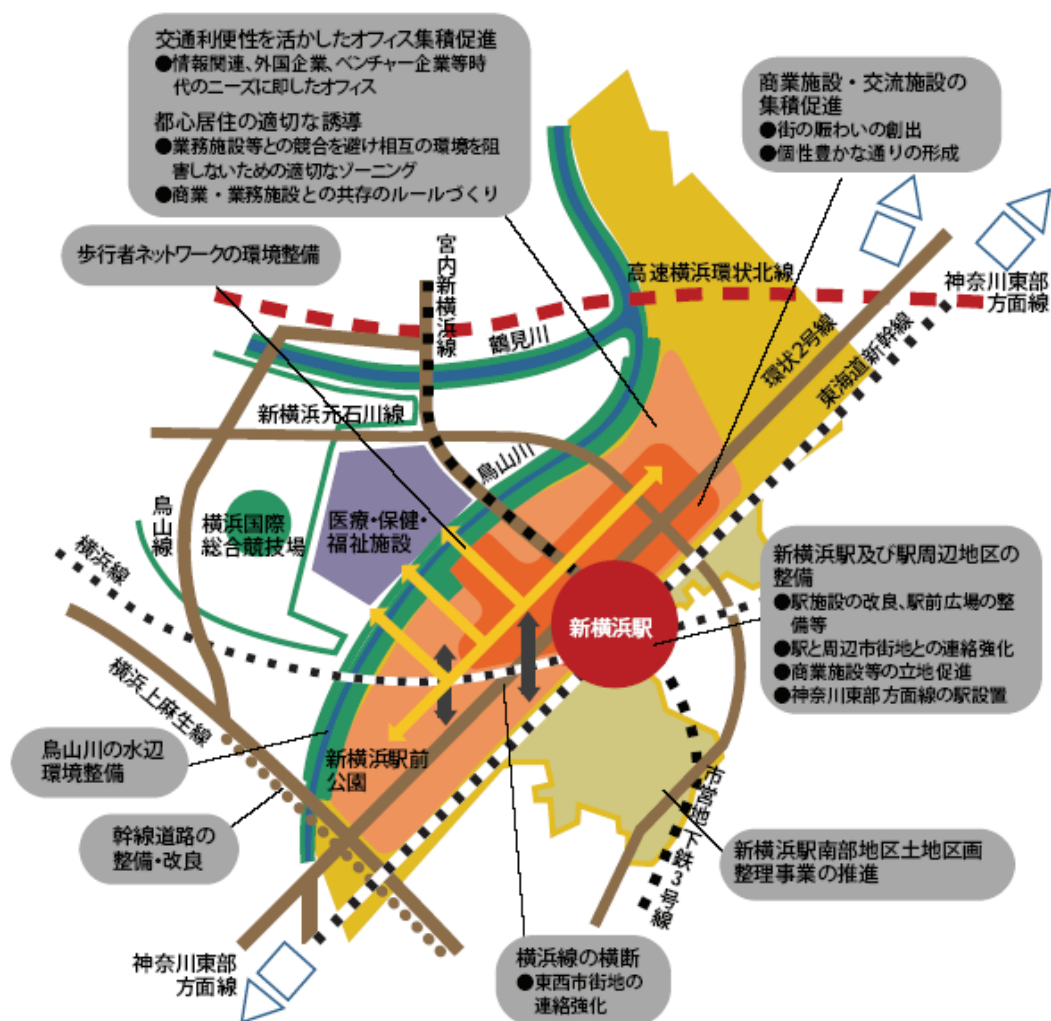 交通利便性を活かしたオフィス集積促進
●情報関連、外国企業、ベンチャー企業等時
代のニーズに即したオフィス
都心居住の適切な誘導
●業務施設等との競合を避け相互の環境を阻
害しないための適切なゾーニング
●商業・業務施設との共存のルールづくり
商業施設・交流施設の
集積促進
●街の賑わいの創出
●個性豊かな通りの形成
歩行者ネットワークの環境整備
宮内新横浜線
高速横浜環状北線
神奈川東部
方面線
鶴見川
環状2号線
東海道新幹線
新横浜元石川線
鳥山川
鳥山線
横浜国際
総合競技場
医療・保健・
福祉施設
横浜線
新横浜駅
新横浜駅及び駅周辺地区の
整備
●駅施設の改良、駅前広場の整
備等
●駅と周辺市街地との連絡強化
●商業施設等の立地促進
●神奈川東部方面線の駅設置
横浜上麻生線
鳥山川の水辺
環境整備
新横浜駅前
公園
幹線道路の
整備・改良
市営地下鉄3号線
新横浜駅南部地区土地区画
整理事業の推進
神奈川東部
方面線
横浜線の横断
●東西市街地の
連絡強化